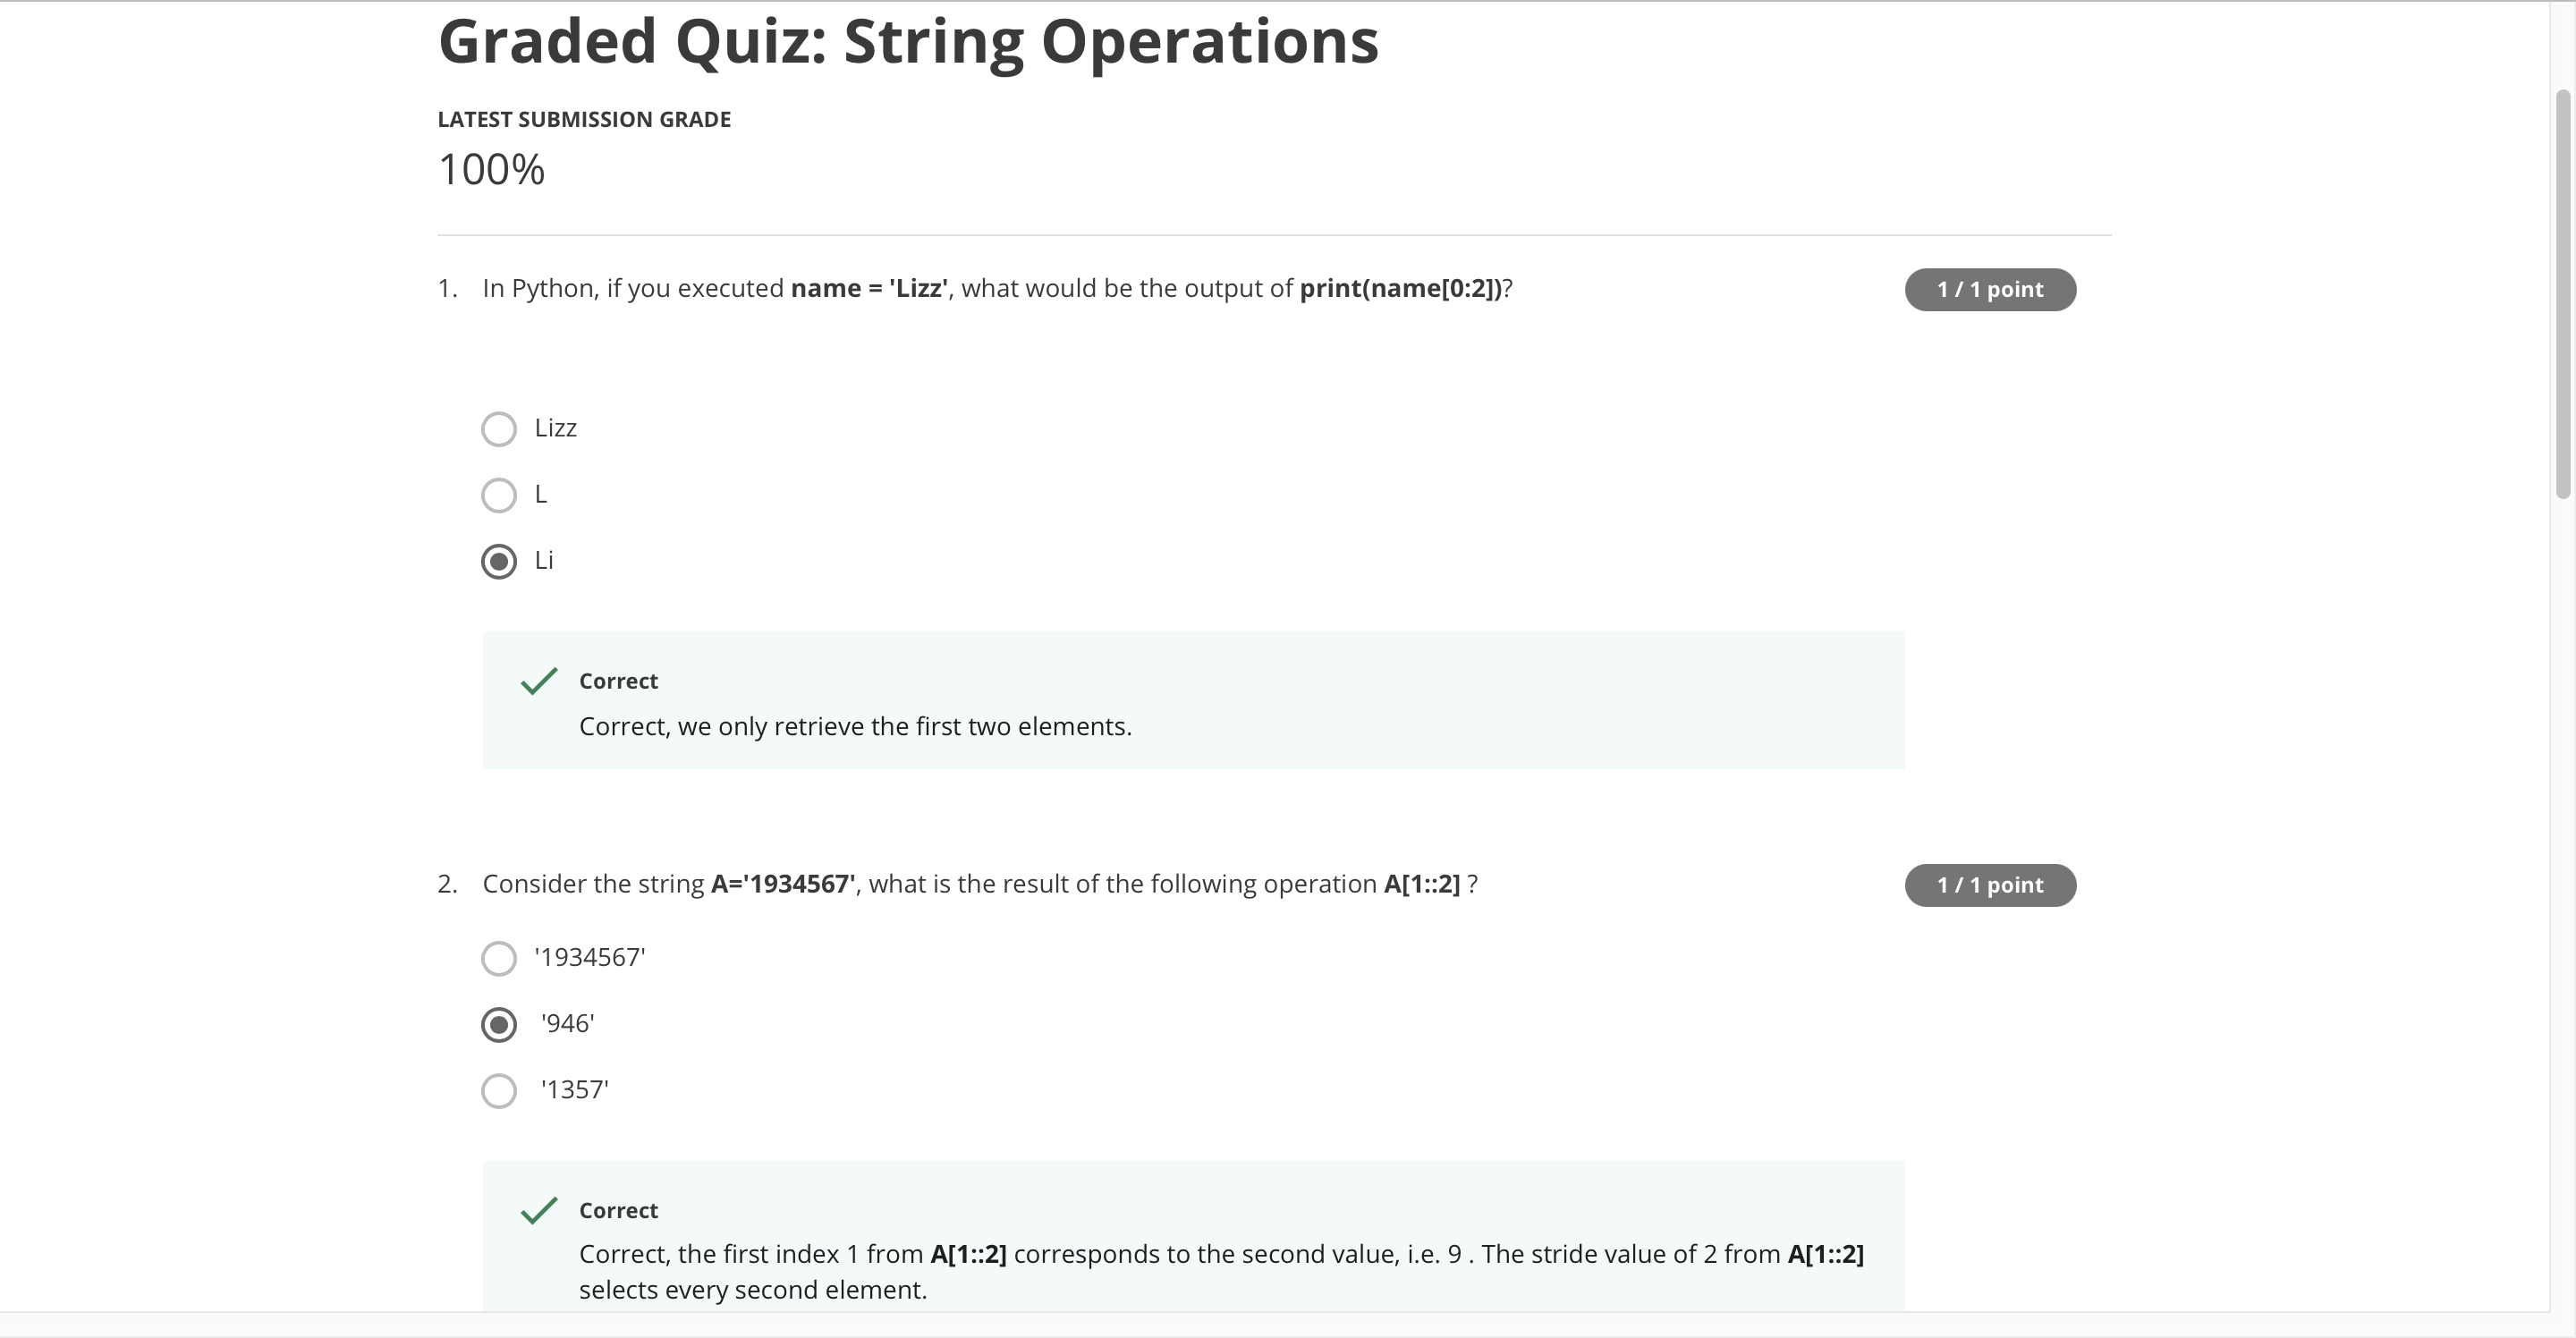 Graded Quiz: String Operations
LATEST SUBMISSION GRADE
100%
1. In Python, if you executed name = 'Lizz', what would be the output of print(name[0:2])?
1 / 1 point
Lizz
L
Li
Correct
Correct, we only retrieve the first two elements.
2. Consider the string A='1934567', what is the result of the following operation A[1::2] ?
1 / 1 point
'1934567'
'946'
'1357'
Correct
Correct, the first index 1 from A[1::2] corresponds to the second value, i.e. 9 . The stride value of 2 from A[1::2]
selects every second element.